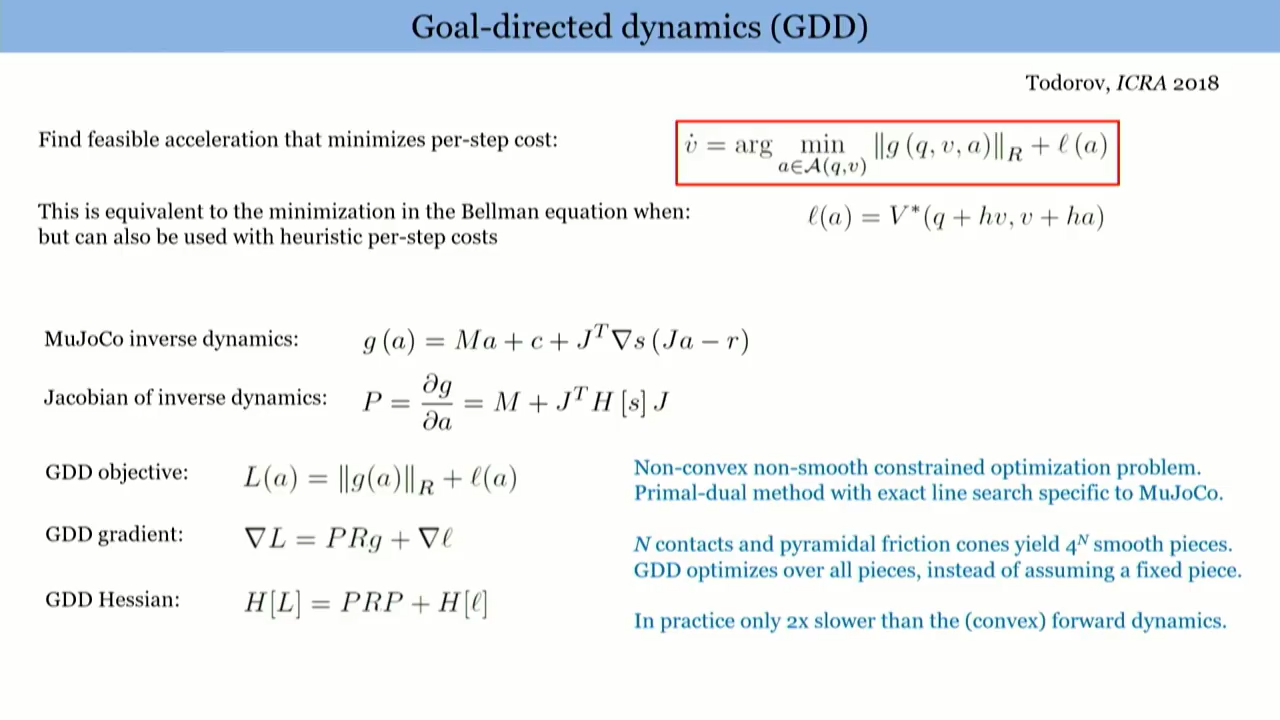 Goal-directed dynamics (GDD)
Todorov, ICRA 2018
Find feasible acceleration that minimizes per-step cost:
v̇ = arg min_{a∈𝒜(q,v)} ‖g (q, v, a)‖_R + ℓ (a)
This is equivalent to the minimization in the Bellman equation when:
ℓ(a) = V*(q + hv, v + ha)
but can also be used with heuristic per-step costs
MuJoCo inverse dynamics: g (a) = Ma + c + J^T ∇s (Ja − r)
Jacobian of inverse dynamics: P = ∂g/∂a = M + J^T H [s] J
GDD objective: L(a) = ‖g(a)‖_R + ℓ(a)
GDD gradient: ∇L = PRg + ∇ℓ
GDD Hessian: H[L] = PRP + H[ℓ]
Non-convex non-smooth constrained optimization problem.
Primal-dual method with exact line search specific to MuJoCo.
N contacts and pyramidal friction cones yield 4^N smooth pieces.
GDD optimizes over all pieces, instead of assuming a fixed piece.
In practice only 2x slower than the (convex) forward dynamics.